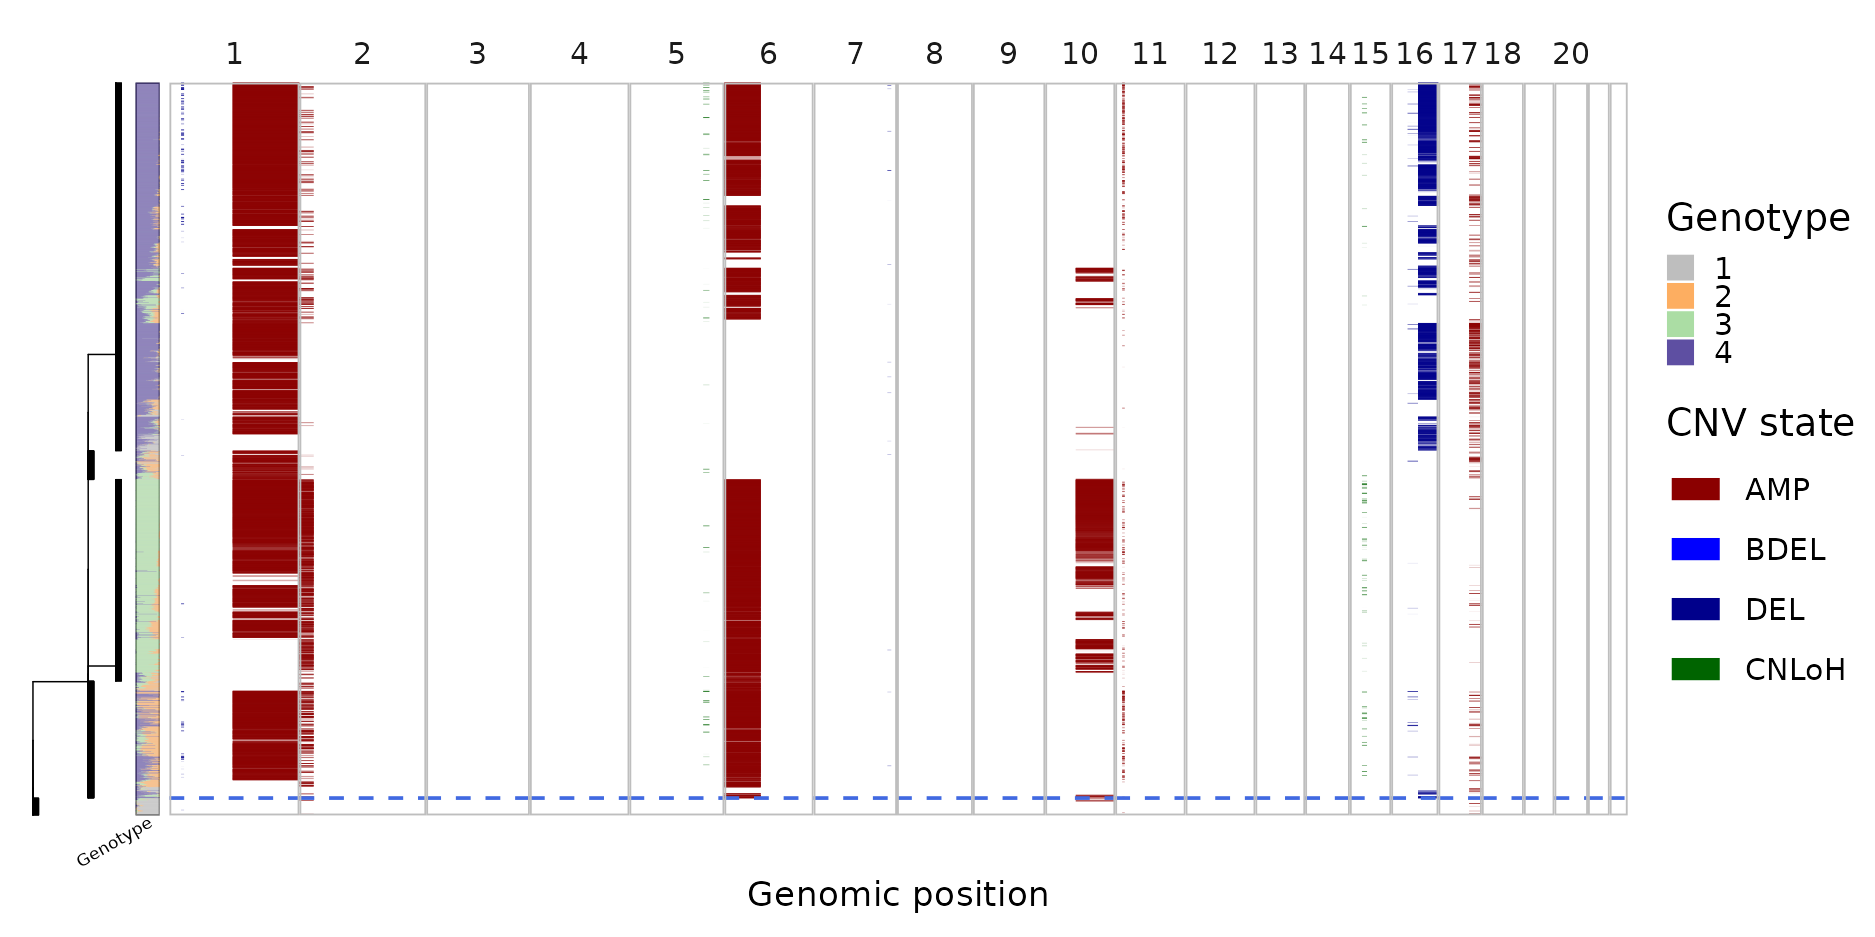 1 2 3 4 5 6 7 8 9 10 11 12 13 14 15 16 17 18 20
Genotype
1
2
3
4
CNV state
AMP
BDEL
DEL
CNLoH
Genotype
Genomic position